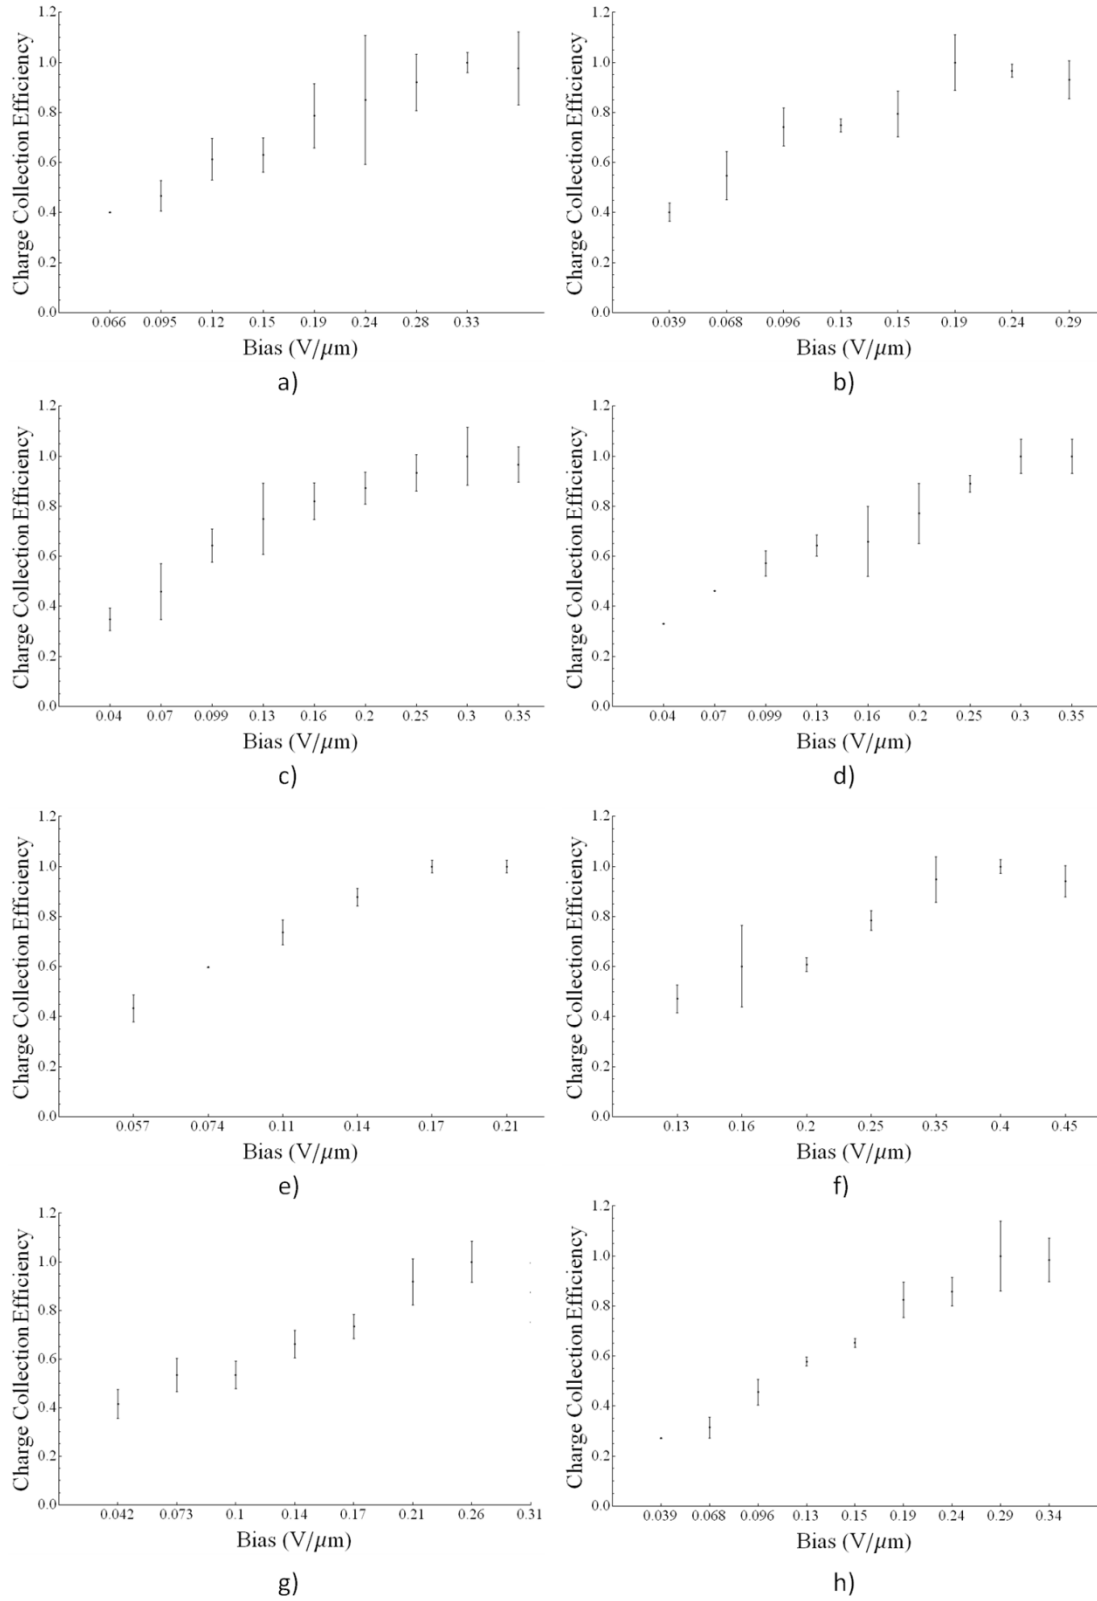 Charge Collection Efficiency
1.2
1.0
0.8
0.6
0.4
0.2
0.0
0.066 0.095 0.12 0.15 0.19 0.24 0.28 0.33
Bias (V/μm)
a)
Charge Collection Efficiency
1.2
1.0
0.8
0.6
0.4
0.2
0.0
0.039 0.068 0.096 0.13 0.15 0.19 0.24 0.29
Bias (V/μm)
b)
Charge Collection Efficiency
1.2
1.0
0.8
0.6
0.4
0.2
0.0
0.04 0.07 0.099 0.13 0.16 0.2 0.25 0.3 0.35
Bias (V/μm)
c)
Charge Collection Efficiency
1.2
1.0
0.8
0.6
0.4
0.2
0.0
0.04 0.07 0.099 0.13 0.16 0.2 0.25 0.3 0.35
Bias (V/μm)
d)
Charge Collection Efficiency
1.2
1.0
0.8
0.6
0.4
0.2
0.0
0.057 0.074 0.11 0.14 0.17 0.21
Bias (V/μm)
e)
Charge Collection Efficiency
1.2
1.0
0.8
0.6
0.4
0.2
0.0
0.13 0.16 0.2 0.25 0.35 0.4 0.45
Bias (V/μm)
f)
Charge Collection Efficiency
1.2
1.0
0.8
0.6
0.4
0.2
0.0
0.042 0.073 0.1 0.14 0.17 0.21 0.26 0.31
Bias (V/μm)
g)
Charge Collection Efficiency
1.2
1.0
0.8
0.6
0.4
0.2
0.0
0.039 0.068 0.096 0.13 0.15 0.19 0.24 0.29 0.34
Bias (V/μm)
h)